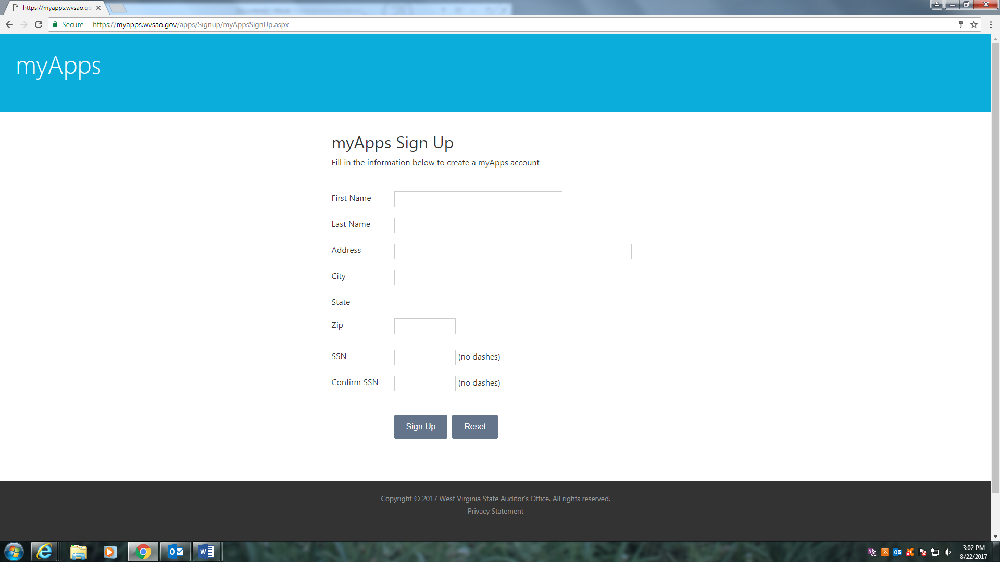 https://myapps.wvsao.go
Secure https://myapps.wvsao.gov/apps/Signup/myAppsSignUp.aspx
myApps
myApps Sign Up
Fill in the information below to create a myApps account
First Name
Last Name
Address
City
State
Zip
SSN (no dashes)
Confirm SSN (no dashes)
Sign Up Reset
Copyright © 2017 West Virginia State Auditor's Office. All rights reserved.
Privacy Statement
3:02 PM
8/22/2017